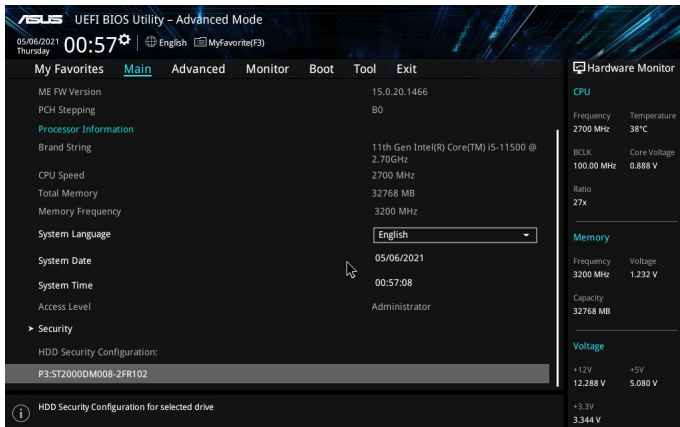 ASUS UEFI BIOS Utility – Advanced Mode
05/06/2021
Thursday
00:57
English
MyFavorite(F3)
My Favorites Main Advanced Monitor Boot Tool Exit
ME FW Version 15.0.20.1466
PCH Stepping B0
Processor Information
Brand String 11th Gen Intel(R) Core(TM) i5-11500 @
2.70GHz
CPU Speed 2700 MHz
Total Memory 32768 MB
Memory Frequency 3200 MHz
System Language English
System Date 05/06/2021
System Time 00:57:08
Access Level Administrator
Security
HDD Security Configuration:
P3:ST2000DM008-2FR102
HDD Security Configuration for selected drive
Hardware Monitor
CPU
Frequency Temperature
2700 MHz 38°C
BCLK Core Voltage
100.00 MHz 0.888 V
Ratio
27x
Memory
Frequency Voltage
3200 MHz 1.232 V
Capacity
32768 MB
Voltage
+12V +5V
12.288 V 5.080 V
+3.3V
3.344 V